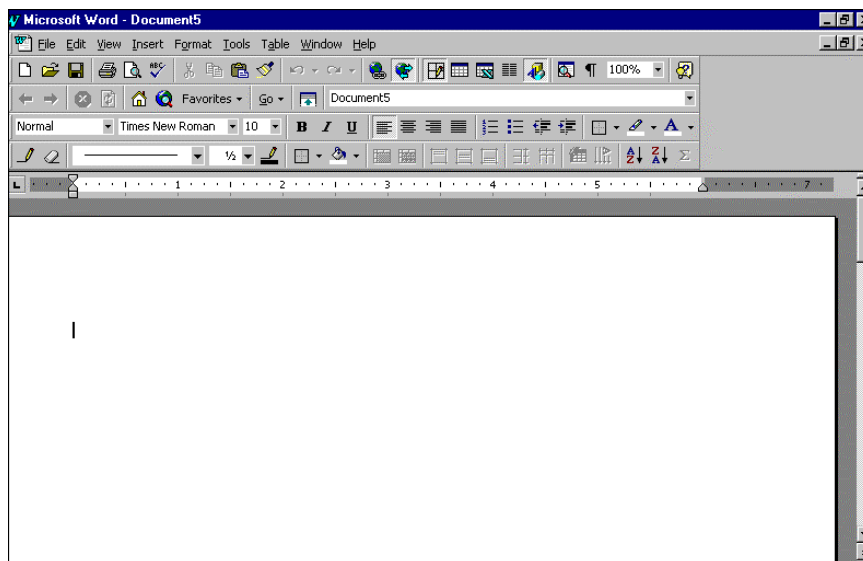 Microsoft Word - Document5
File Edit View Insert Format Tools Table Window Help
ABC ¶ 100%
Favorites Go Document5
Normal Times New Roman 10 B I U A
½ A Z Z A Σ
1 2 3 4 5 7